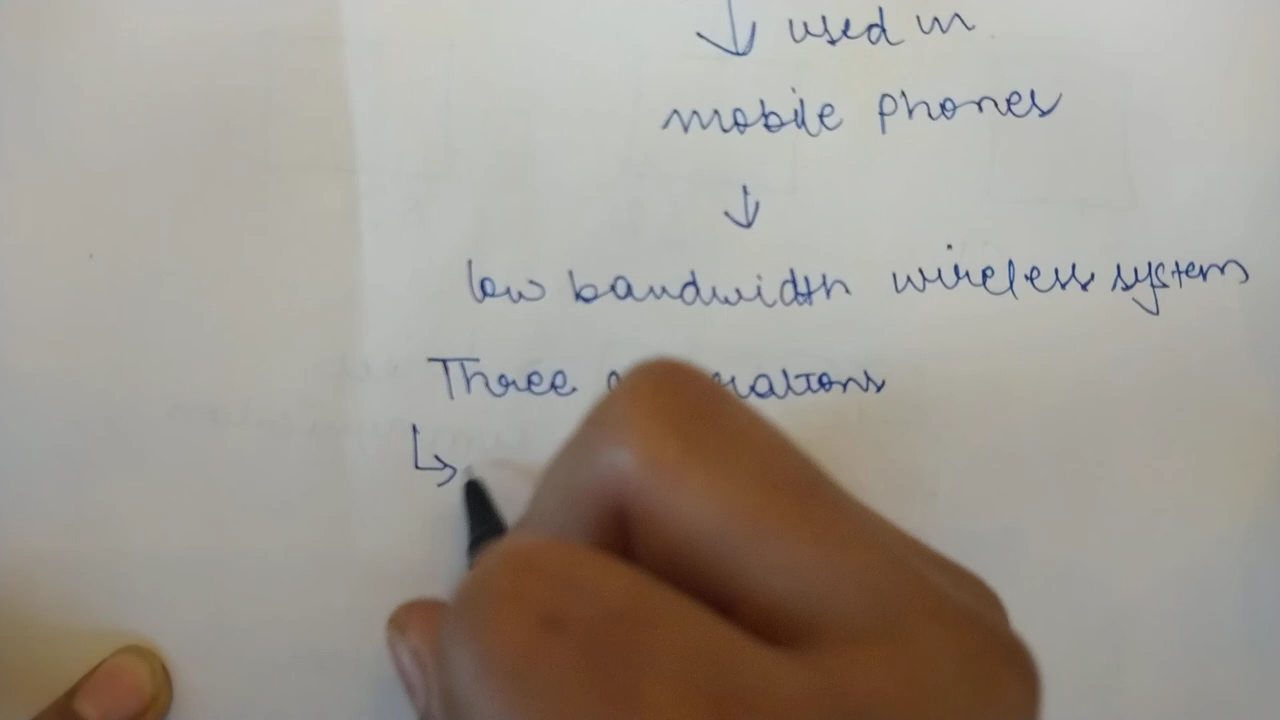 ↓ used in
mobile phones
↓
low bandwidth wireless system
Three
↳